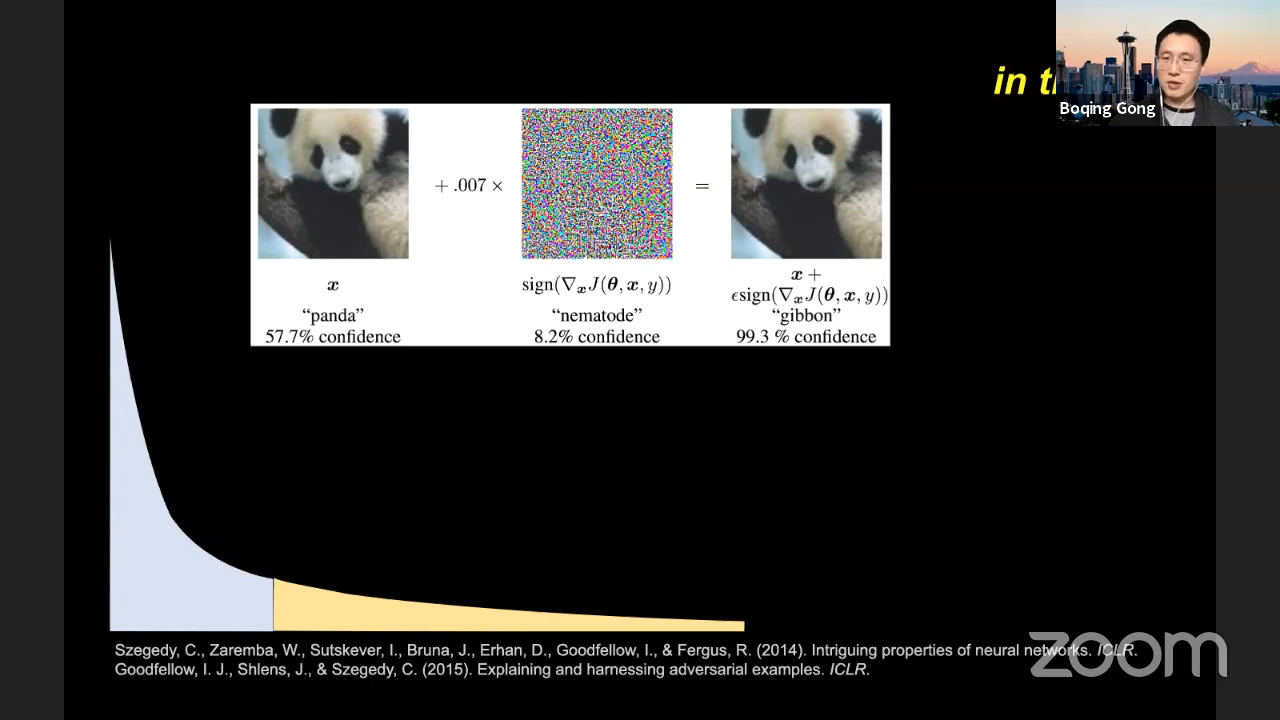 in t
Boqing Gong
+ .007 ×
=
x
sign(∇ₓJ(θ, x, y))
x +
ϵsign(∇ₓJ(θ, x, y))
“panda”
“nematode”
“gibbon”
57.7% confidence
8.2% confidence
99.3 % confidence
Szegedy, C., Zaremba, W., Sutskever, I., Bruna, J., Erhan, D., Goodfellow, I., & Fergus, R. (2014). Intriguing properties of neural networks. ICLR.
Goodfellow, I. J., Shlens, J., & Szegedy, C. (2015). Explaining and harnessing adversarial examples. ICLR.
zoom